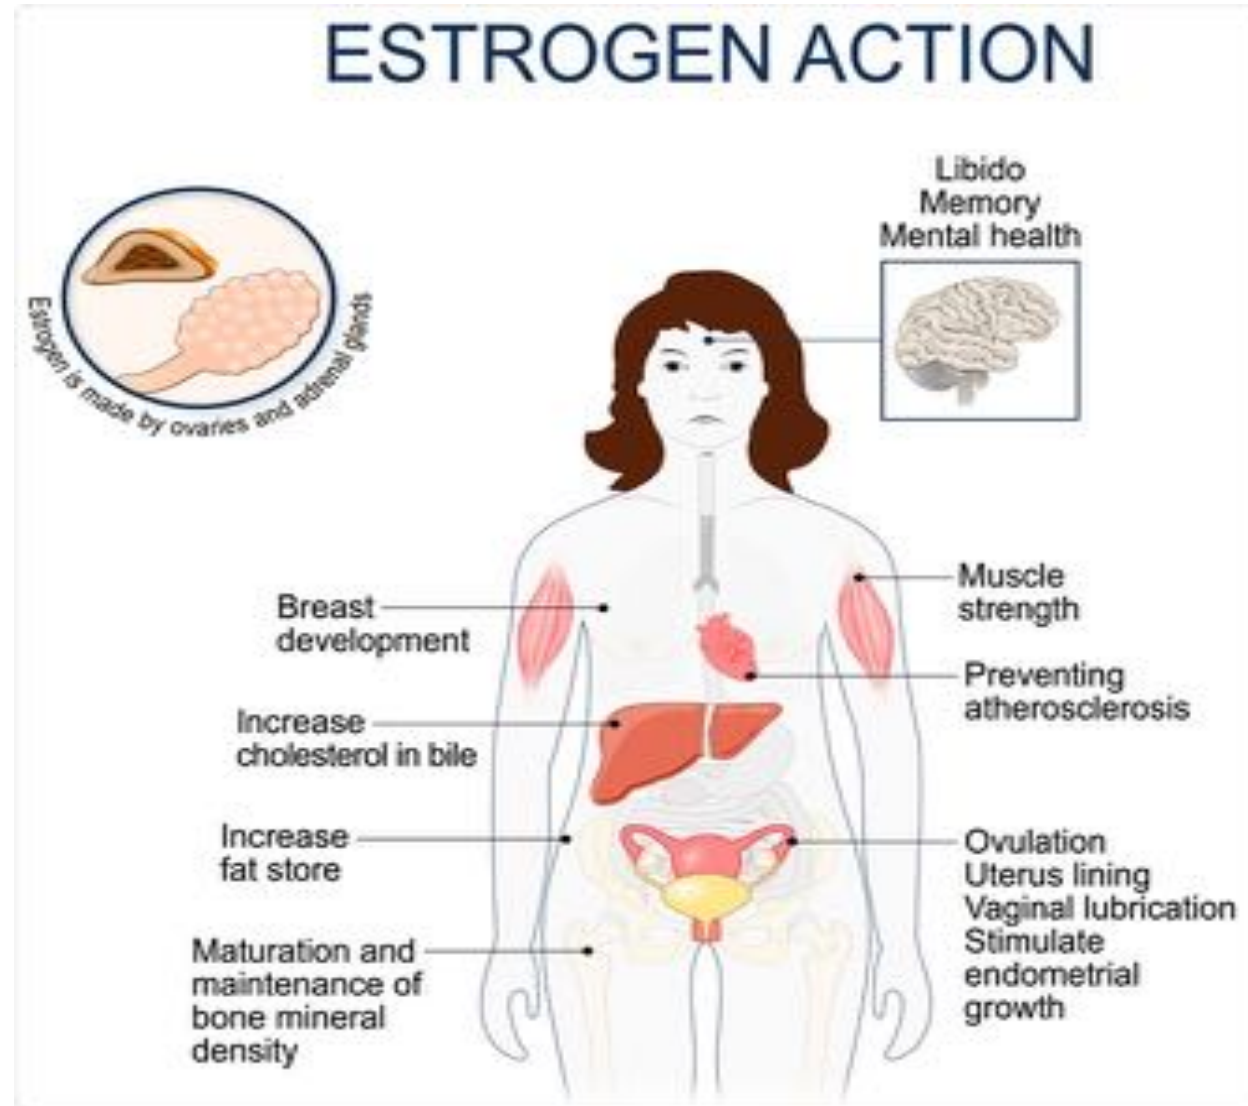 ESTROGEN ACTION
Estrogen is made by ovaries and adrenal glands
Libido
Memory
Mental health
Breast
development
Increase
cholesterol in bile
Increase
fat store
Maturation and
maintenance of
bone mineral
density
Muscle
strength
Preventing
atherosclerosis
Ovulation
Uterus lining
Vaginal lubrication
Stimulate
endometrial
growth